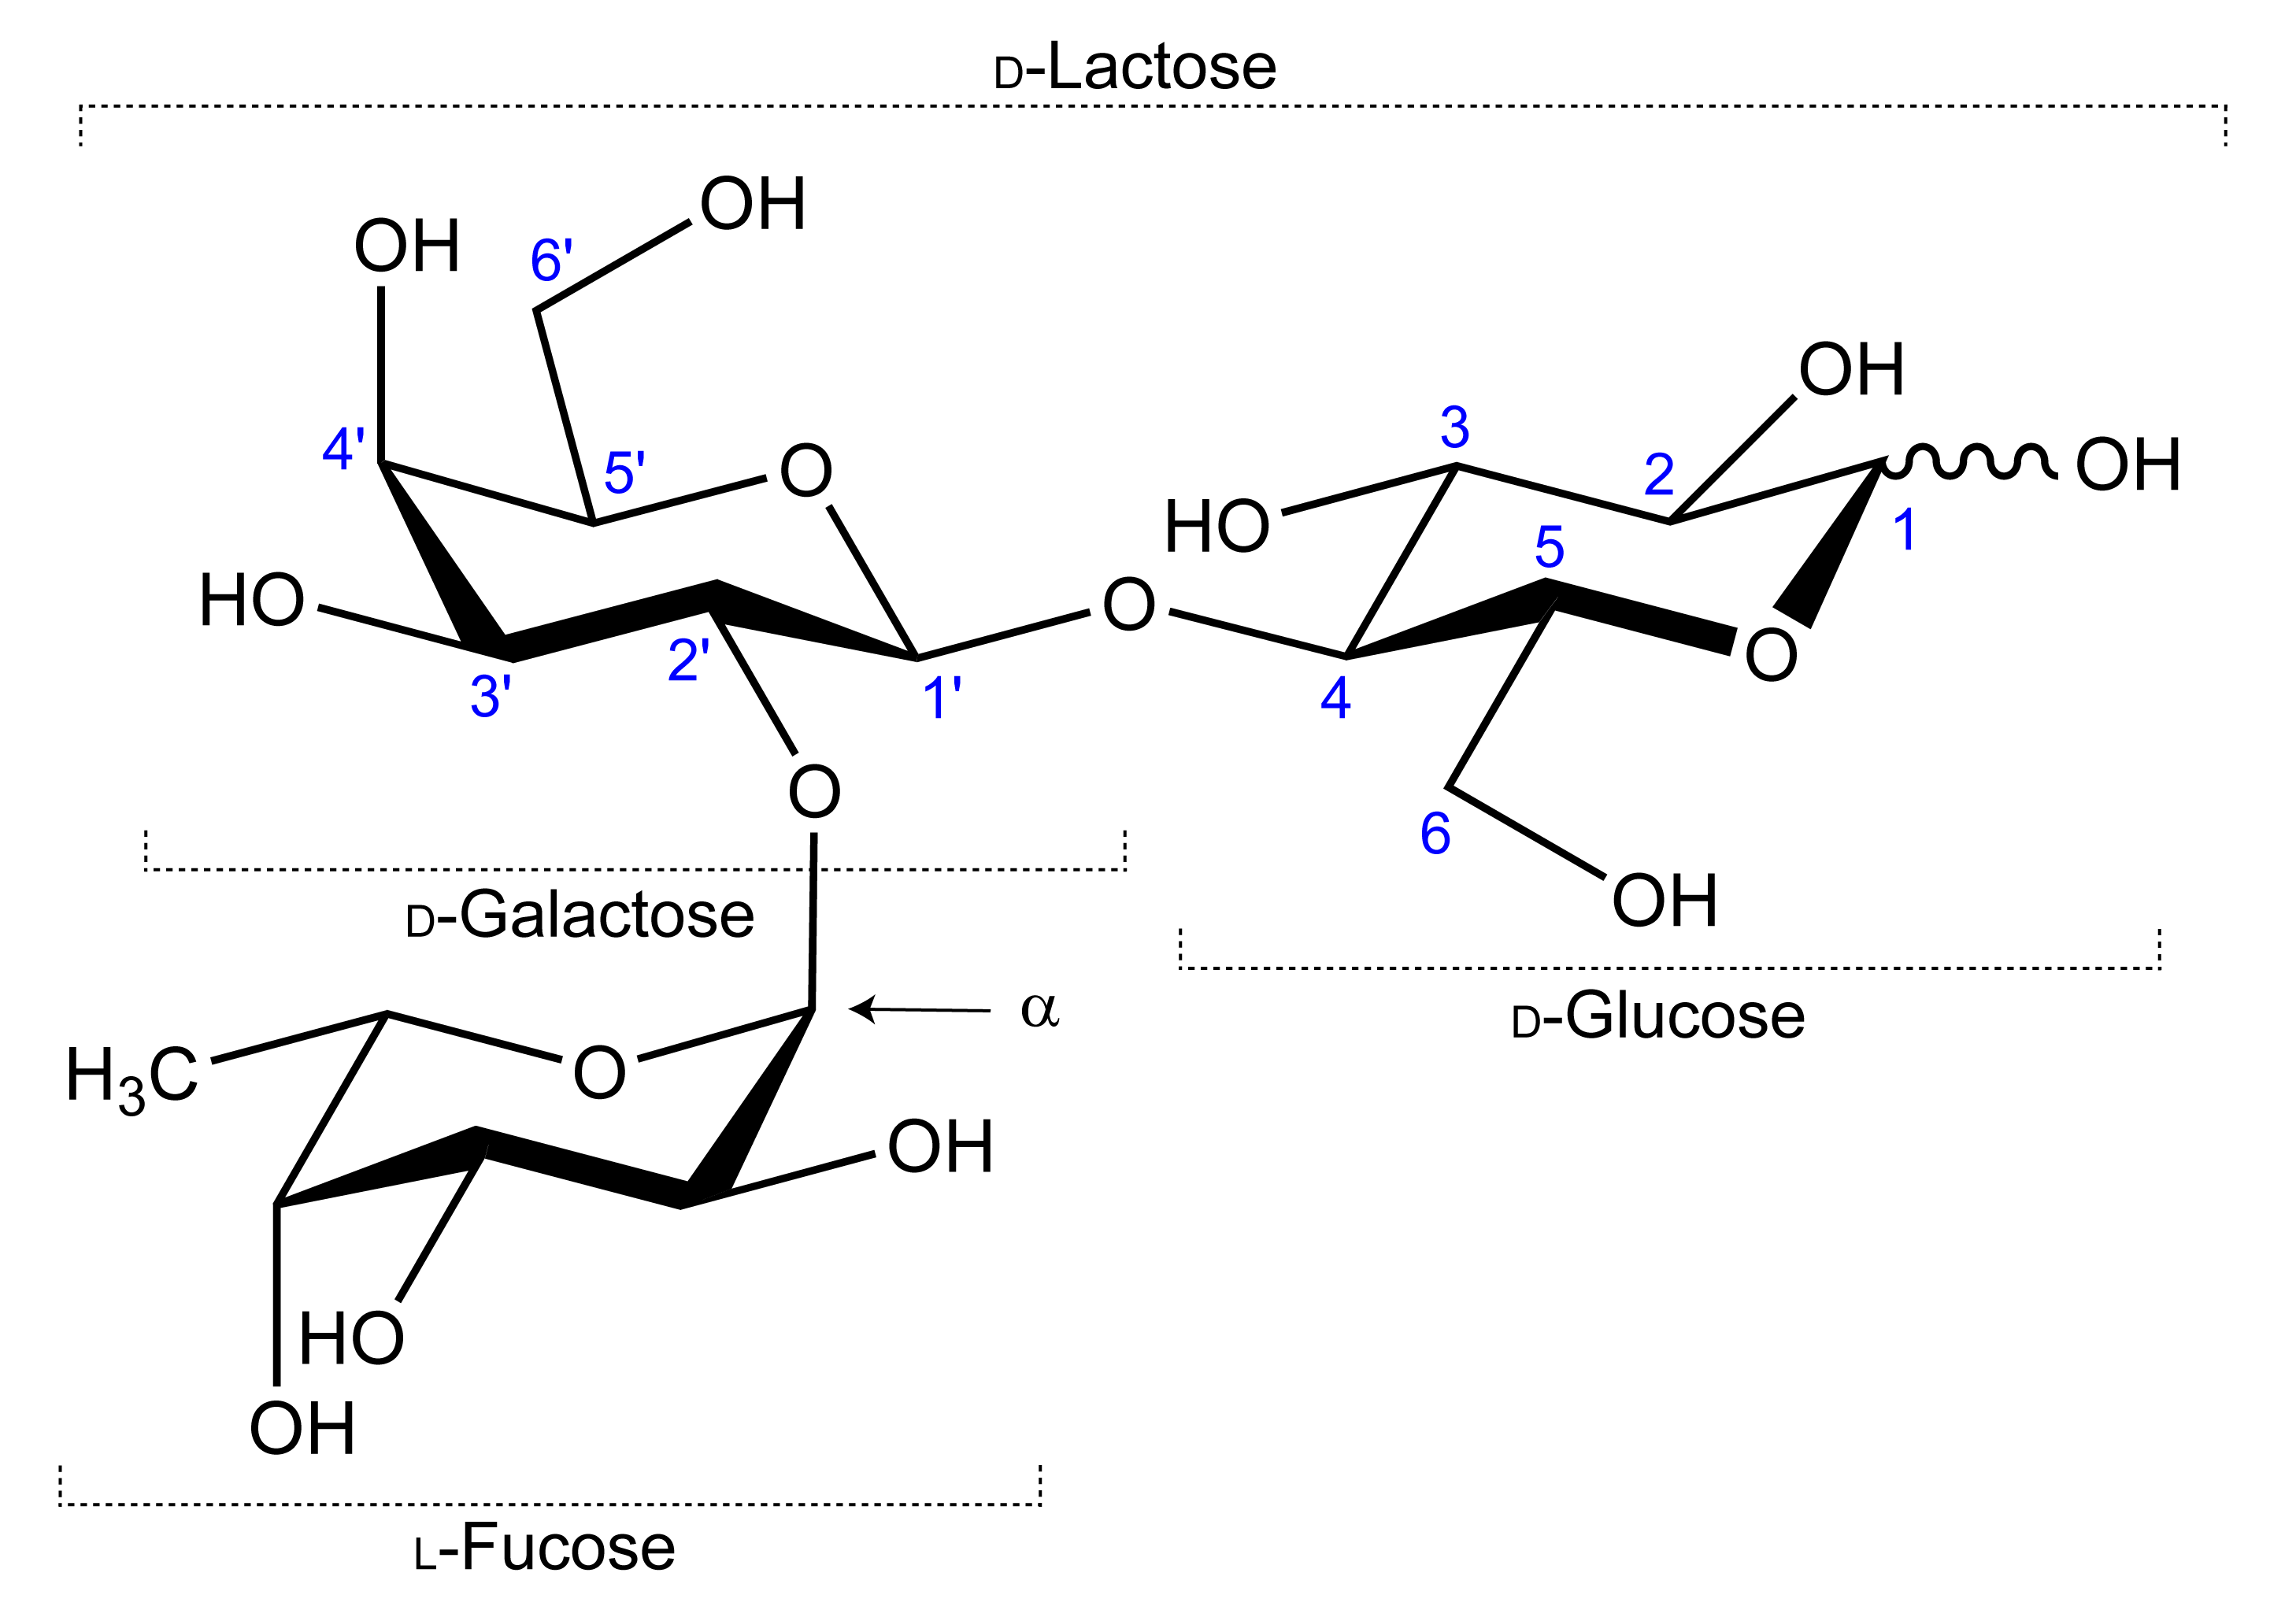 D-Lactose
OH
OH
6'
OH
3
OH
4'
5'
O
2
HO
1
5
HO
O
O
2'
3'
1'
4
O
6
OH
D-Galactose
D-Glucose
α
H3C
O
OH
HO
OH
L-Fucose